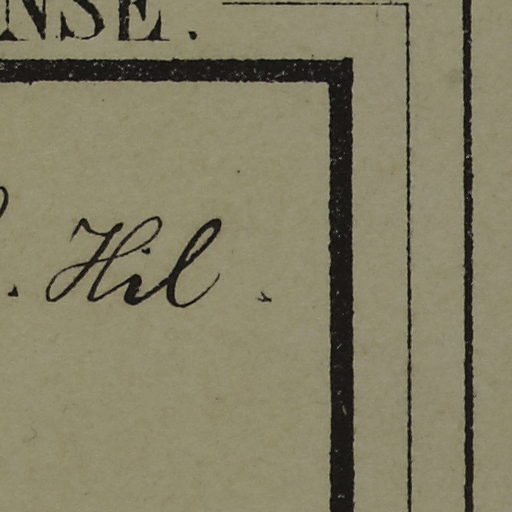 NSE.
. Hil.